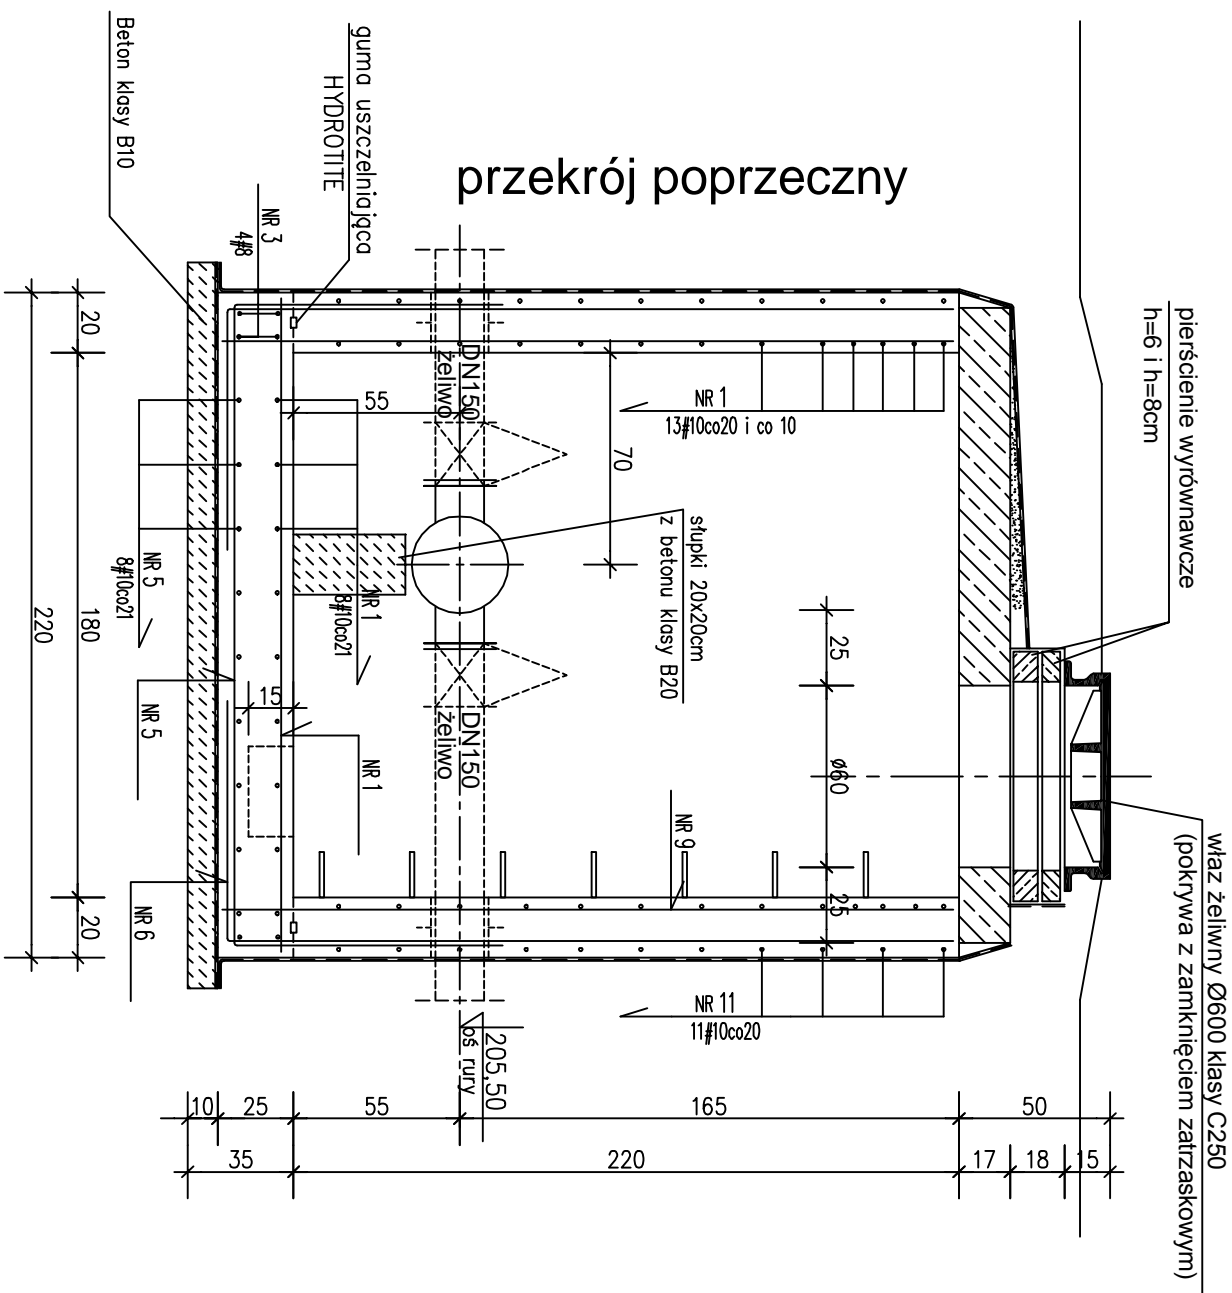 przekrój poprzeczny
Beton klasy B10
guma uszczelniająca
HYDROTITE
NR 3
4#8
pierścienie wyrównawcze
h=6 i h=8cm
właz żeliwny Ø600 klasy C250
(pokrywa z zamknięciem zatrzaskowym)
DN150
żeliwo
NR 1
13#10co20 i co 10
55
70
słupki 20x20cm
z betonu klasy B20
NR 5
8#10co21
NR 1
8#10co21
25
ø60
25
15
NR 5
NR 1
DN150
żeliwo
NR 9
NR 6
NR 11
11#10co20
205,50
oś rury
20
180
20
220
10
25
55
165
50
35
220
17
18
15